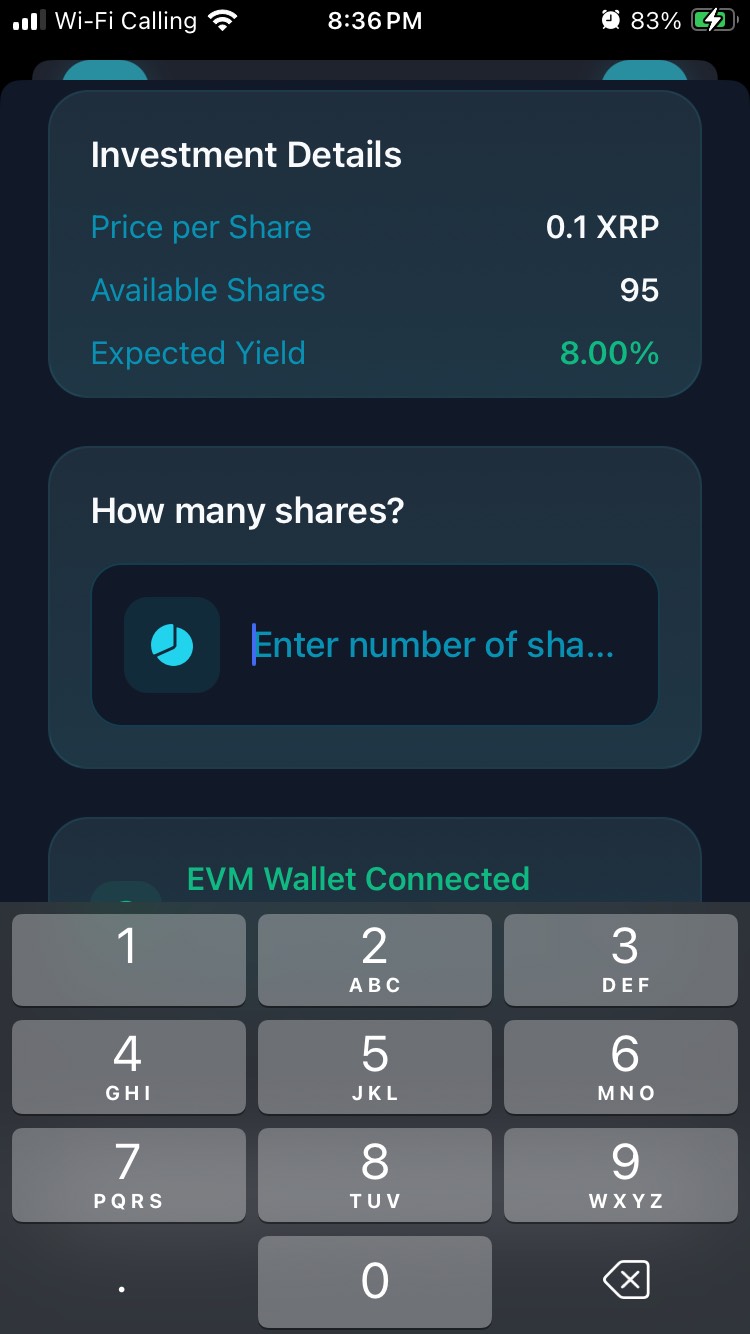 Wi-Fi Calling 8:36 PM 83%
Investment Details
Price per Share 0.1 XRP
Available Shares 95
Expected Yield 8.00%
How many shares?
Enter number of sha...
EVM Wallet Connected
1 2 3
ABC DEF
4 5 6
GHI JKL MNO
7 8 9
PQRS TUV WXYZ
. 0